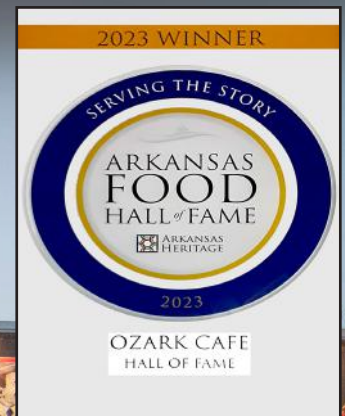 2023 WINNER
SERVING THE STORY
ARKANSAS
FOOD
HALL of FAME
ARKANSAS
HERITAGE
2023
OZARK CAFE
HALL OF FAME